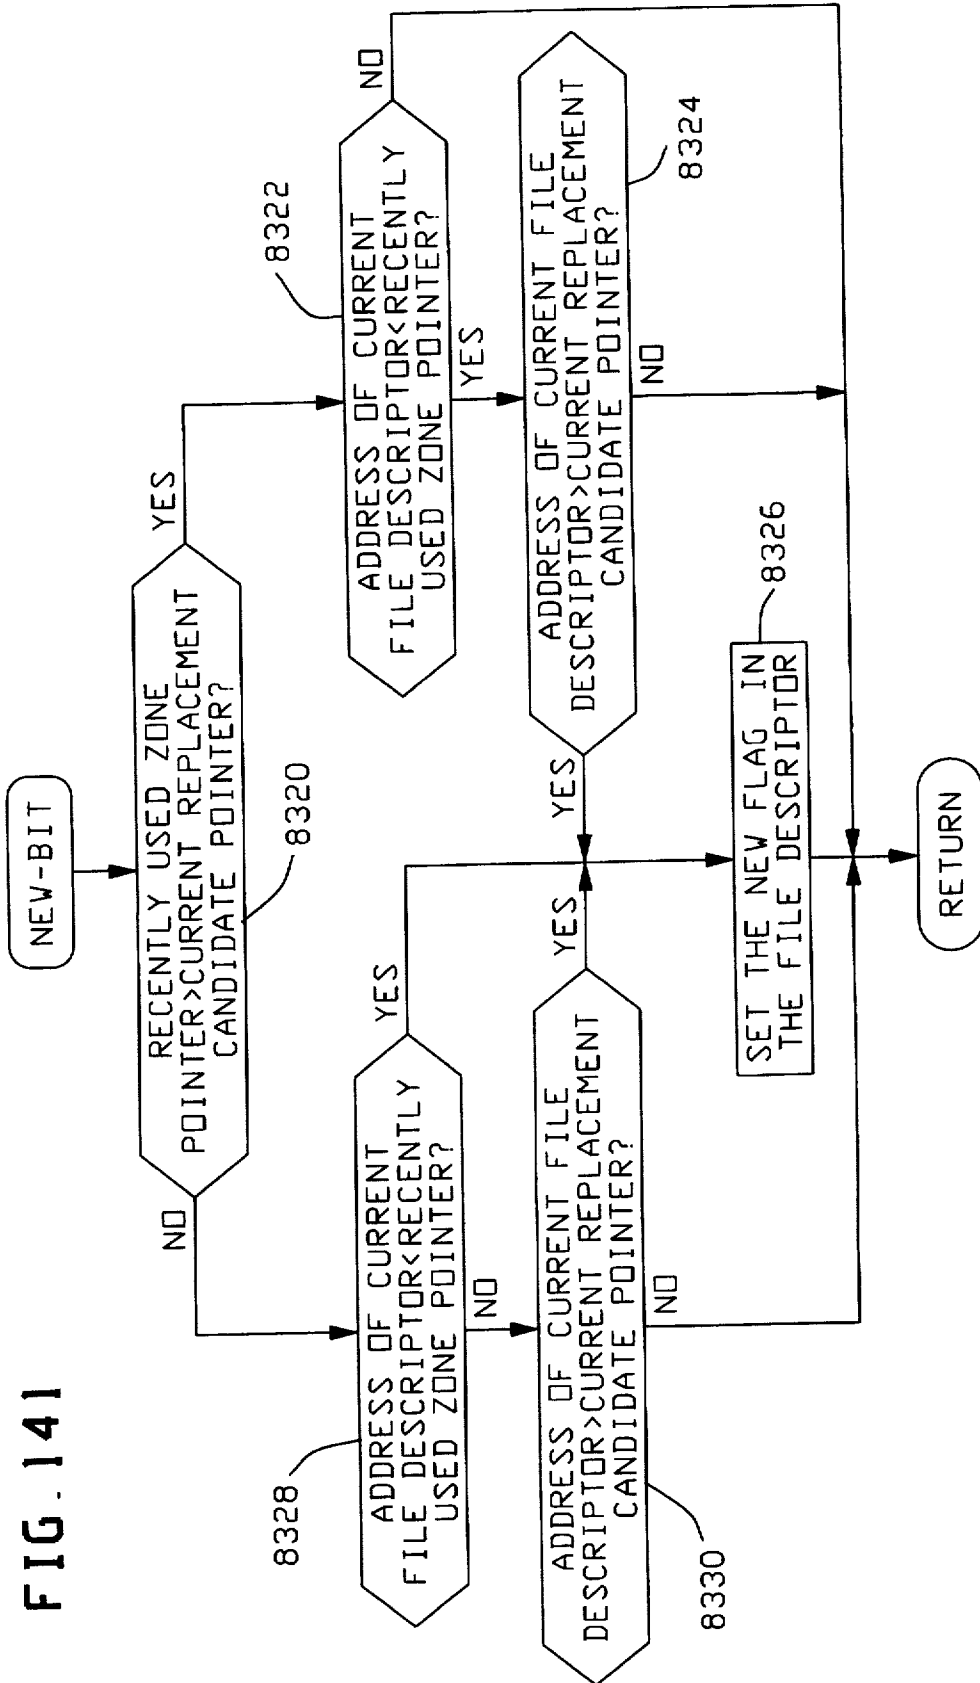 FIG. 141
NEW-BIT
RECENTLY USED ZONE
POINTER>CURRENT REPLACEMENT
CANDIDATE POINTER?
8320
NO
YES
8328
ADDRESS OF CURRENT
FILE DESCRIPTOR<RECENTLY
USED ZONE POINTER?
YES
NO
8322
ADDRESS OF CURRENT
FILE DESCRIPTOR<RECENTLY
USED ZONE POINTER?
NO
YES
8330
ADDRESS OF CURRENT FILE
DESCRIPTOR>CURRENT REPLACEMENT
CANDIDATE POINTER?
YES
NO
ADDRESS OF CURRENT FILE
DESCRIPTOR>CURRENT REPLACEMENT
CANDIDATE POINTER?
8324
YES
NO
SET THE NEW FLAG IN
THE FILE DESCRIPTOR
8326
RETURN